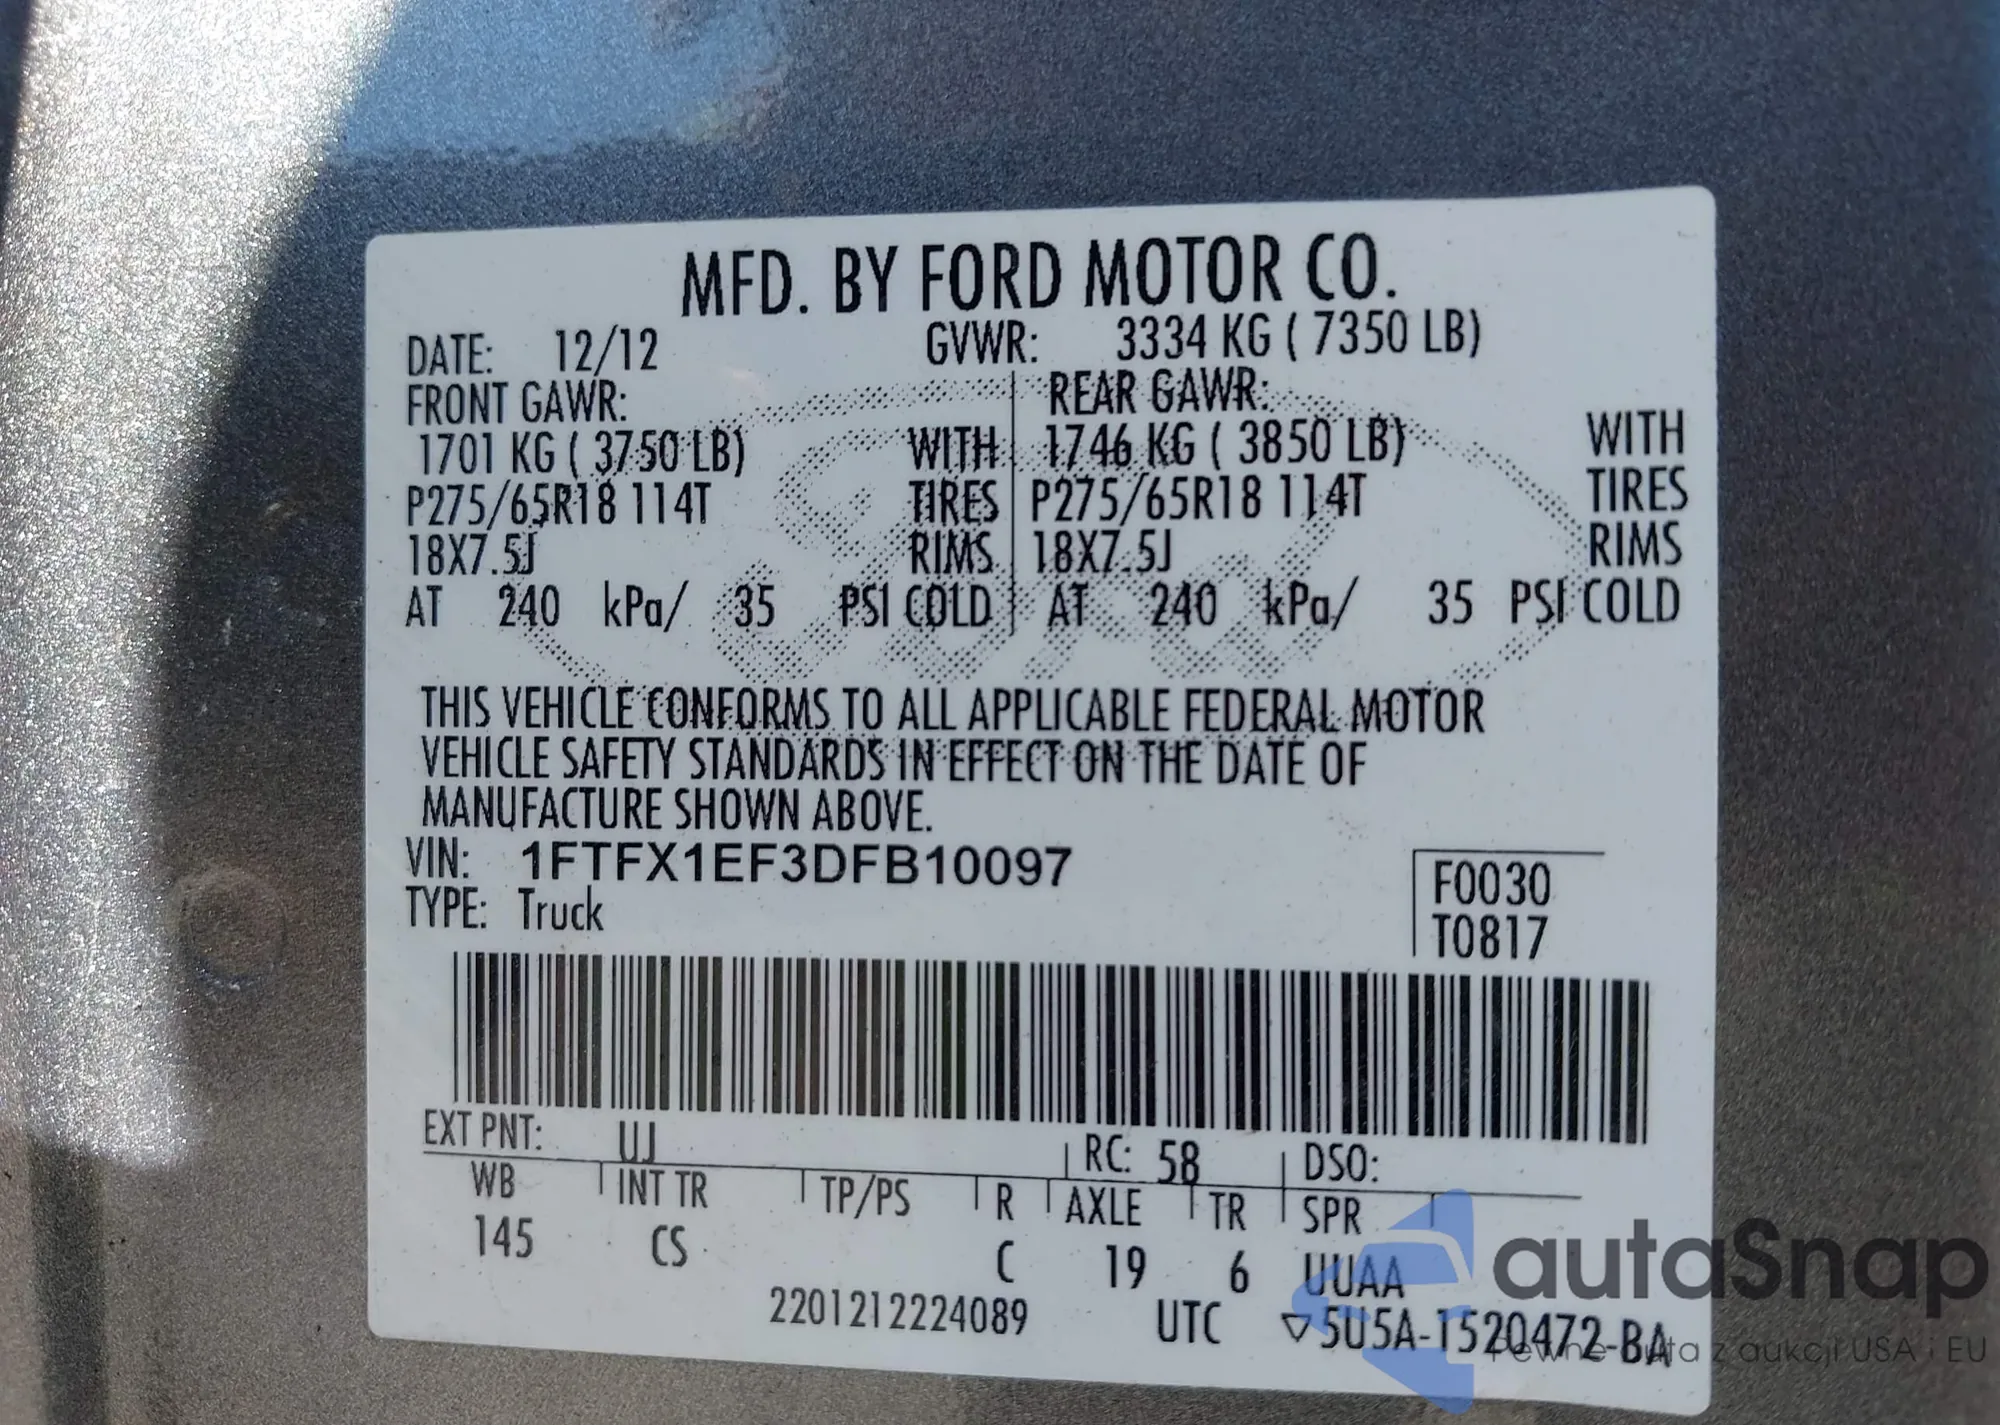 MFD. BY FORD MOTOR CO.
DATE: 12/12 GVWR: 3334 KG ( 7350 LB)
FRONT GAWR: REAR GAWR:
1701 KG ( 3750 LB) WITH 1746 KG ( 3850 LB) WITH
P275/65R18 114T TIRES P275/65R18 114T TIRES
18X7.5J RIMS 18X7.5J RIMS
AT 240 kPa/ 35 PSI COLD AT 240 kPa/ 35 PSI COLD
THIS VEHICLE CONFORMS TO ALL APPLICABLE FEDERAL MOTOR
VEHICLE SAFETY STANDARDS IN EFFECT ON THE DATE OF
MANUFACTURE SHOWN ABOVE.
VIN: 1FTFX1EF3DFB10097
TYPE: Truck
F0030
T0817
EXT PNT: UJ RC: 58 DSO:
WB INT TR TP/PS R AXLE TR SPR
145 CS C 19 6 UUAA
2201212224089 UTC ▽5U5A-1520472-BA
autaSnap
Pewne auta z aukcji USA i EU